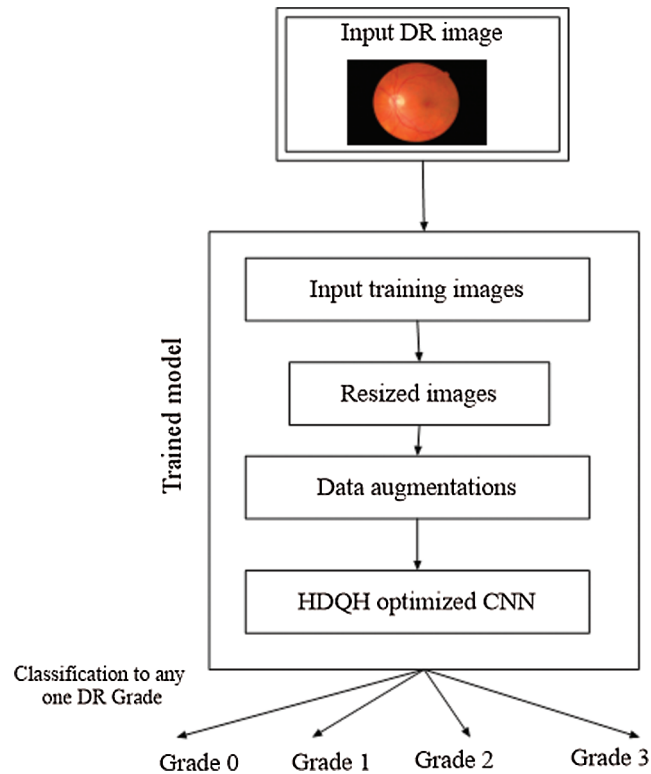 Input DR image
Input training images
Resized images
Trained model
Data augmentations
HDQH optimized CNN
Classification to any
one DR Grade
Grade 0
Grade 1
Grade 2
Grade 3